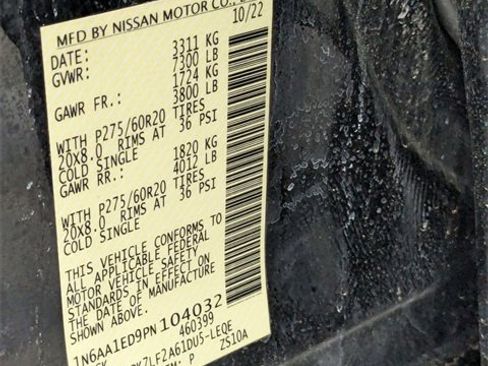 MFD BY NISSAN MOTOR CO.,
DATE: 10/22
GVWR: 3311 KG
7300 LB
GAWR FR.: 1724 KG
3800 LB
WITH P275/60R20 TIRES
20X8.0 RIMS AT 36 PSI
COLD SINGLE
GAWR RR.: 1820 KG
4012 LB
WITH P275/60R20 TIRES
20X8.0 RIMS AT 36 PSI
COLD SINGLE
THIS VEHICLE CONFORMS TO
ALL APPLICABLE FEDERAL
MOTOR VEHICLE SAFETY
STANDARDS IN EFFECT ON
THE DATE OF MANUFACTURE
SHOWN ABOVE.
1N6AA1ED9PN104032
460399
ZS10A
P